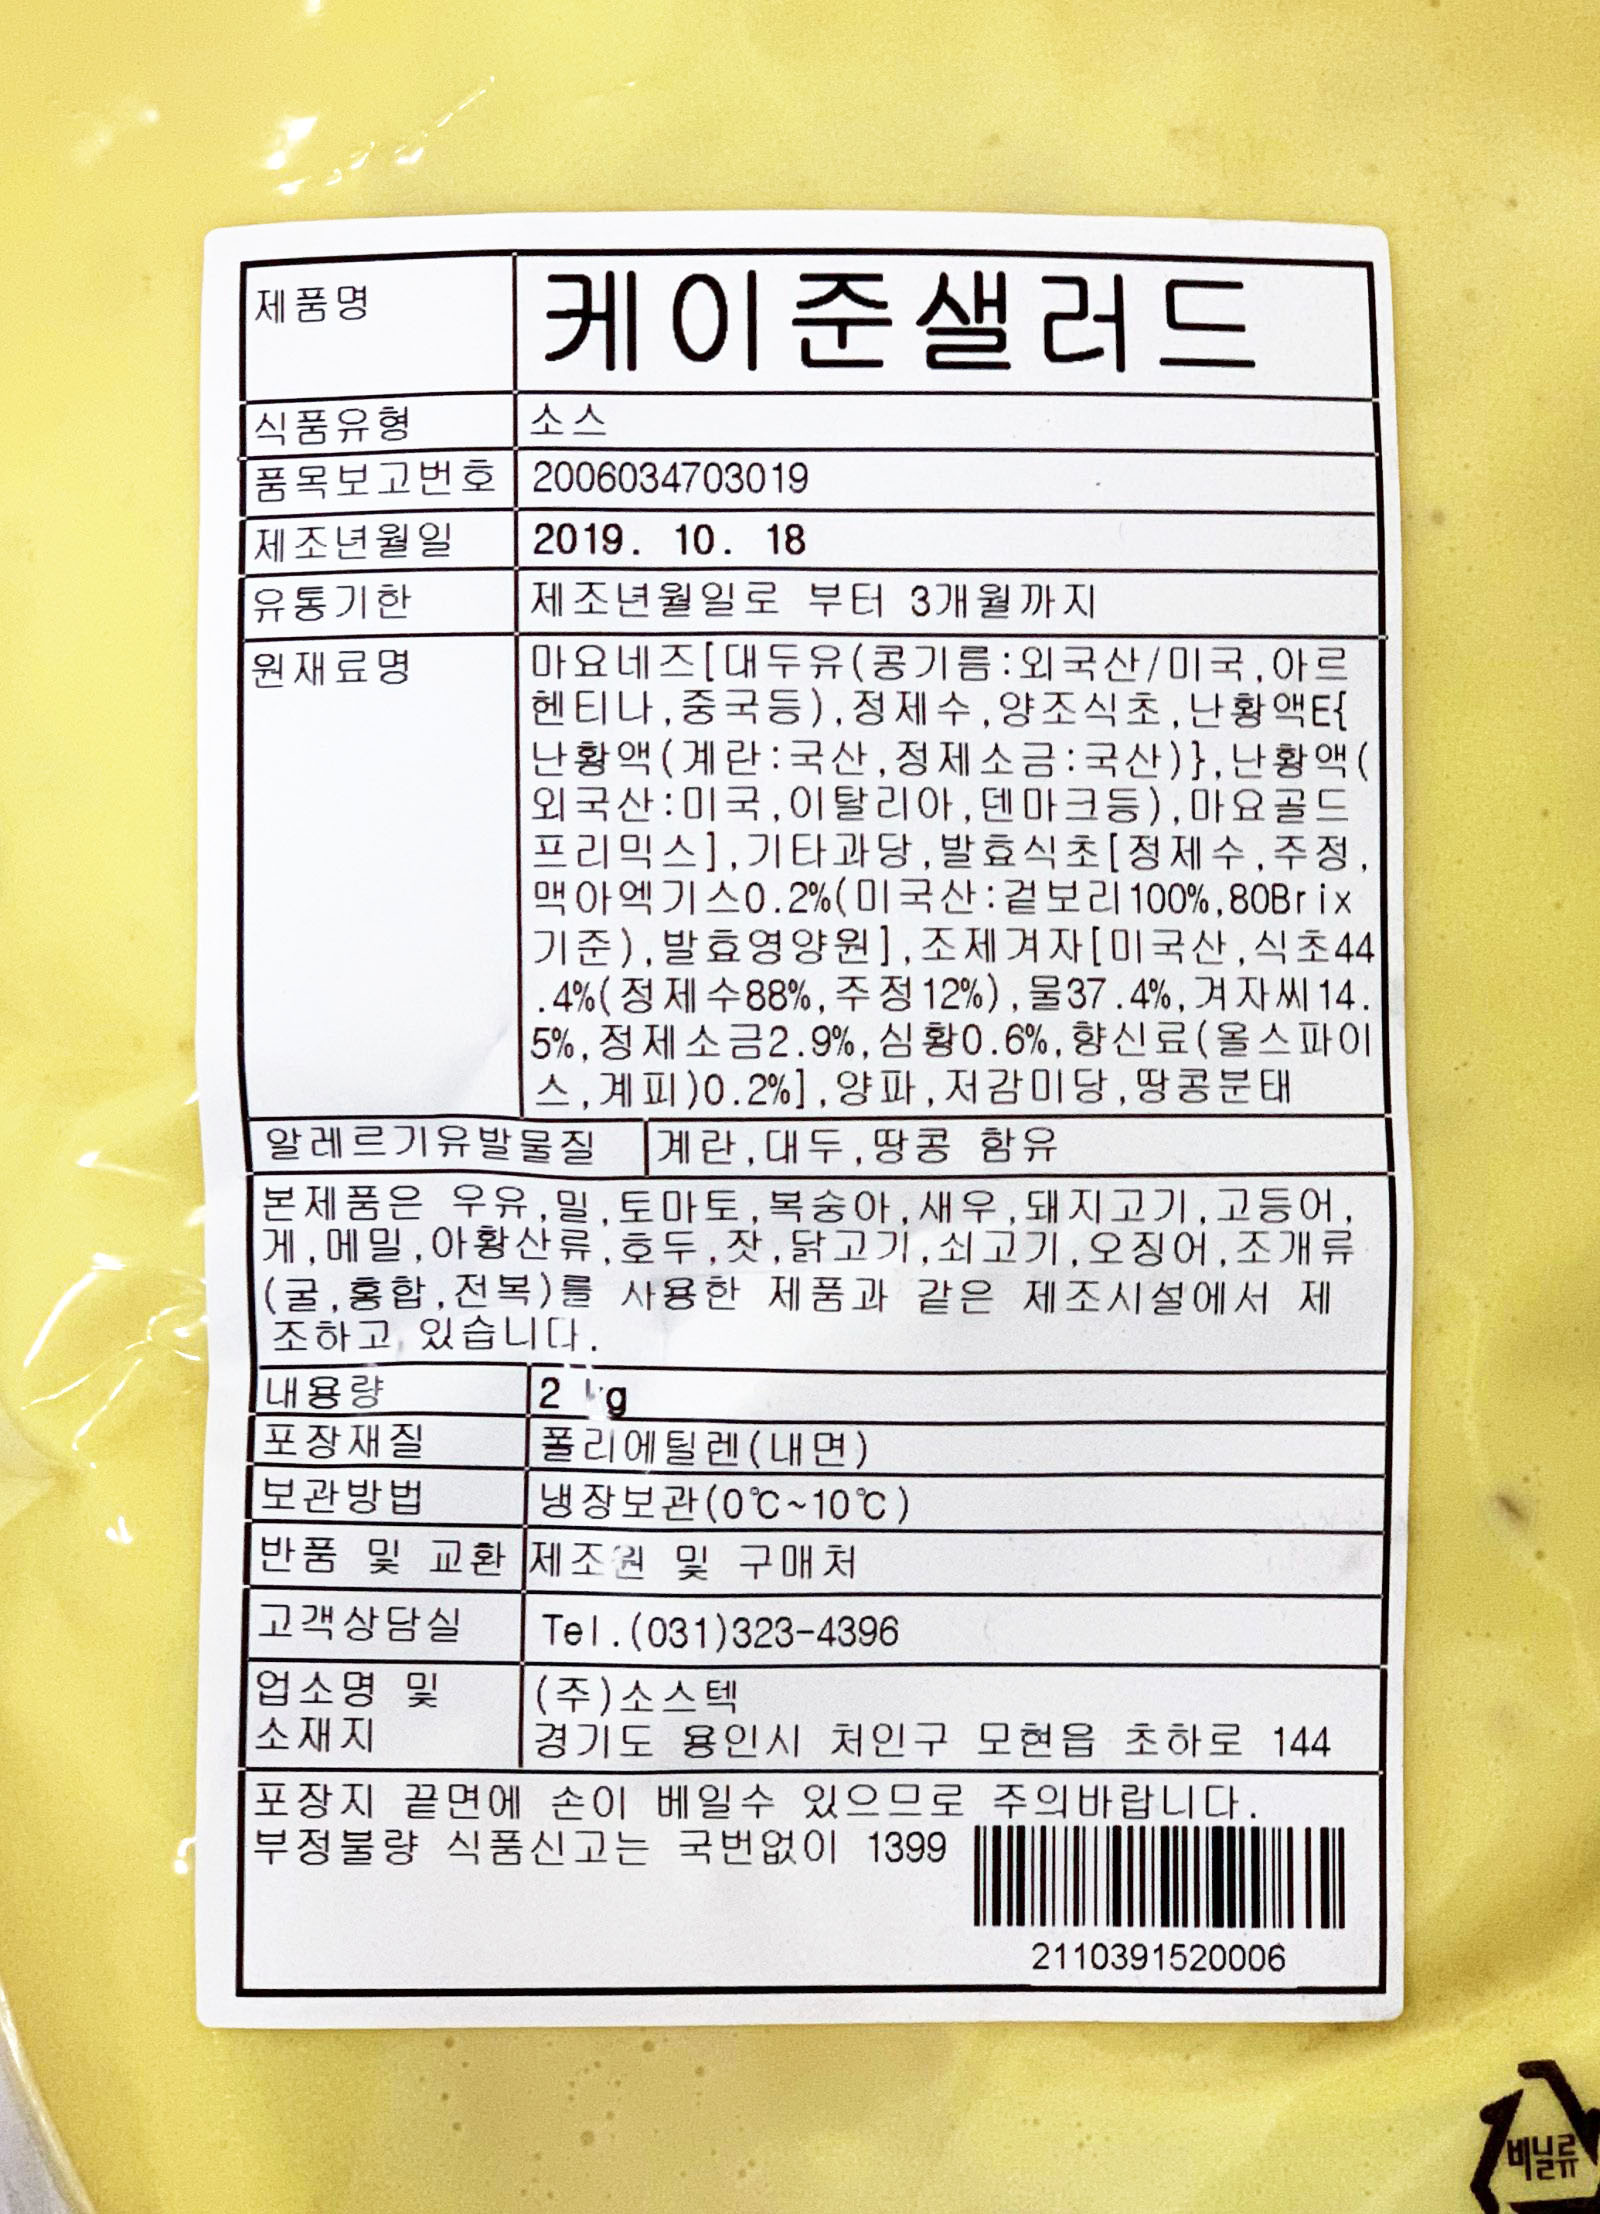 제품명 케이준샐러드
식품유형 소스
품목보고번호 2006034703019
제조년월일 2019. 10. 18
유통기한 제조년월일로 부터 3개월까지
원재료명 마요네즈[대두유(콩기름:외국산/미국,아르
헨티나,중국등),정제수,양조식초,난황액E{
난황액(계란:국산,정제소금:국산)},난황액(
외국산:미국,이탈리아,덴마크등),마요골드
프리믹스],기타과당,발효식초[정제수,주정,
맥아엑기스0.2%(미국산:겉보리100%,80Brix
기준),발효영양원],조제겨자[미국산,식초44
.4%(정제수88%,주정12%),물37.4%,겨자씨14.
5%,정제소금2.9%,심황0.6%,향신료(올스파이
스,계피)0.2%],양파,저감미당,땅콩분태
알레르기유발물질 계란,대두,땅콩 함유
본제품은 우유,밀,토마토,복숭아,새우,돼지고기,고등어,
게,메밀,아황산류,호두,잣,닭고기,쇠고기,오징어,조개류
(굴,홍합,전복)를 사용한 제품과 같은 제조시설에서 제
조하고 있습니다.
내용량 2 kg
포장재질 폴리에틸렌(내면)
보관방법 냉장보관(0℃~10℃)
반품 및 교환 제조원 및 구매처
고객상담실 Tel.(031)323-4396
업소명 및 (주)소스텍
소재지 경기도 용인시 처인구 모현읍 초하로 144
포장지 끝면에 손이 베일수 있으므로 주의바랍니다.
부정불량 식품신고는 국번없이 1399
2110391520006
비닐류